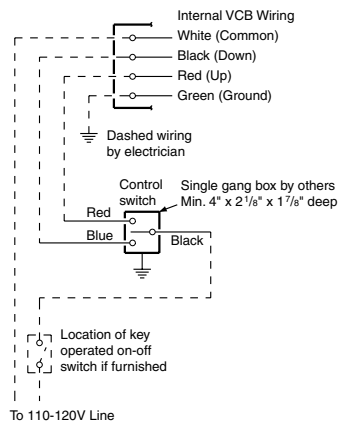 Internal VCB Wiring
White (Common)
Black (Down)
Red (Up)
Green (Ground)
Dashed wiring
by electrician
Control
switch
Single gang box by others
Min. 4" x 2 1/8" x 1 7/8" deep
Red
Blue
Black
Location of key
operated on-off
switch if furnished
To 110-120V Line